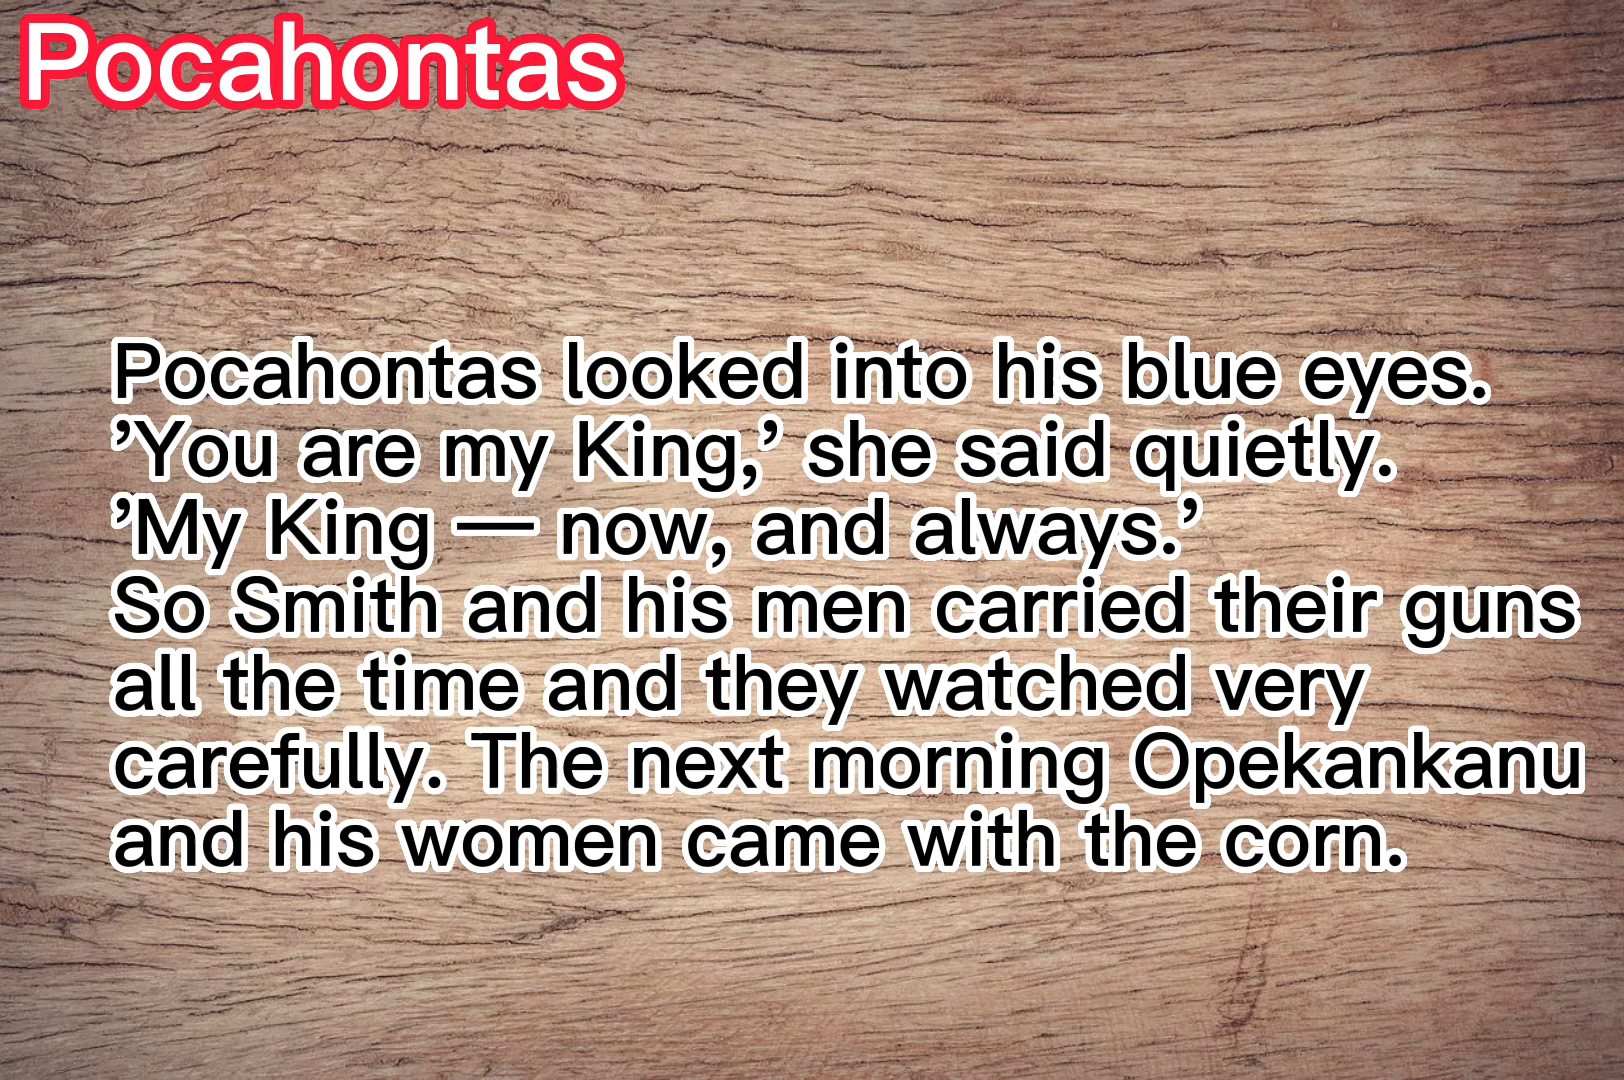 Pocahontas
Pocahontas looked into his blue eyes.
’You are my King,’ she said quietly.
’My King — now, and always.’
So Smith and his men carried their guns
all the time and they watched very
carefully. The next morning Opekankanu
and his women came with the corn.